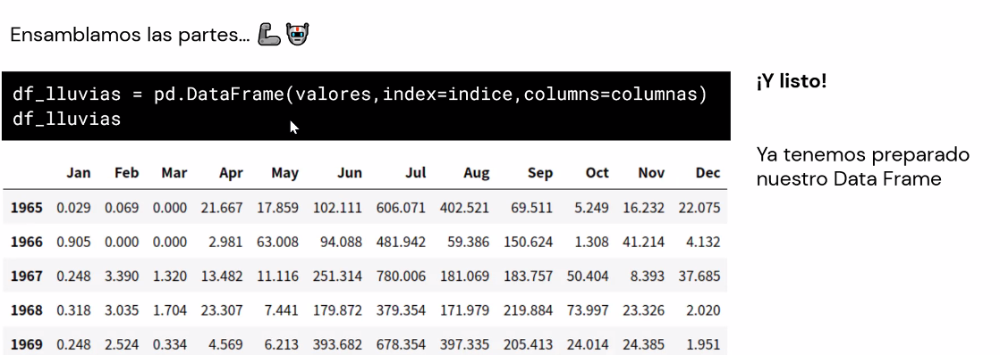 Ensamblamos las partes... 🦾🤖
df_lluvias = pd.DataFrame(valores,index=indice,columns=columnas)
df_lluvias
Jan Feb Mar Apr May Jun Jul Aug Sep Oct Nov Dec
1965 0.029 0.069 0.000 21.667 17.859 102.111 606.071 402.521 69.511 5.249 16.232 22.075
1966 0.905 0.000 0.000 2.981 63.008 94.088 481.942 59.386 150.624 1.308 41.214 4.132
1967 0.248 3.390 1.320 13.482 11.116 251.314 780.006 181.069 183.757 50.404 8.393 37.685
1968 0.318 3.035 1.704 23.307 7.441 179.872 379.354 171.979 219.884 73.997 23.326 2.020
1969 0.248 2.524 0.334 4.569 6.213 393.682 678.354 397.335 205.413 24.014 24.385 1.951
¡Y listo!
Ya tenemos preparado
nuestro Data Frame